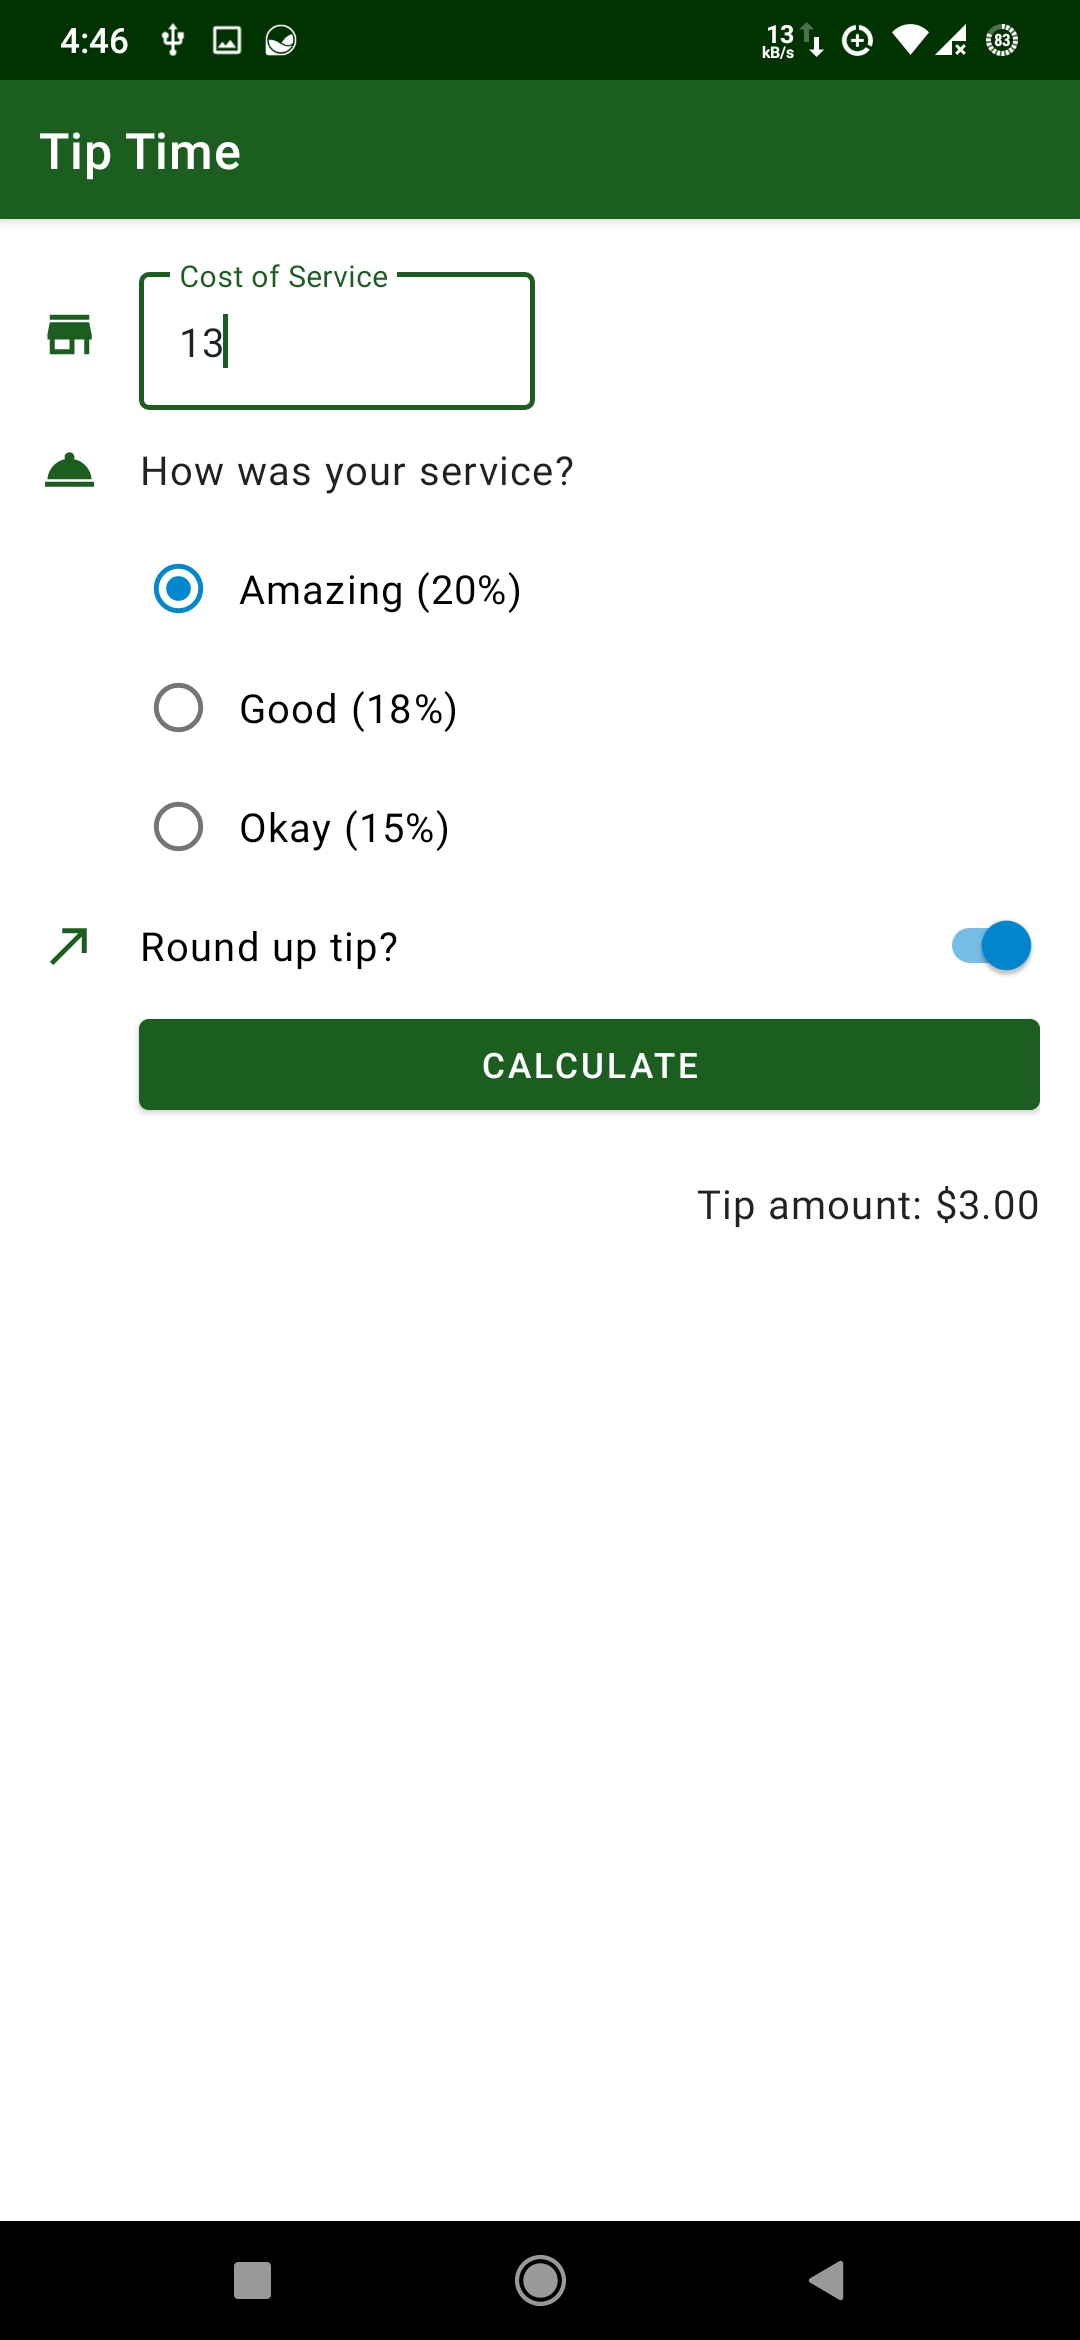 4:46
13
kB/s
83
Tip Time
Cost of Service
13
How was your service?
Amazing (20%)
Good (18%)
Okay (15%)
Round up tip?
CALCULATE
Tip amount: $3.00